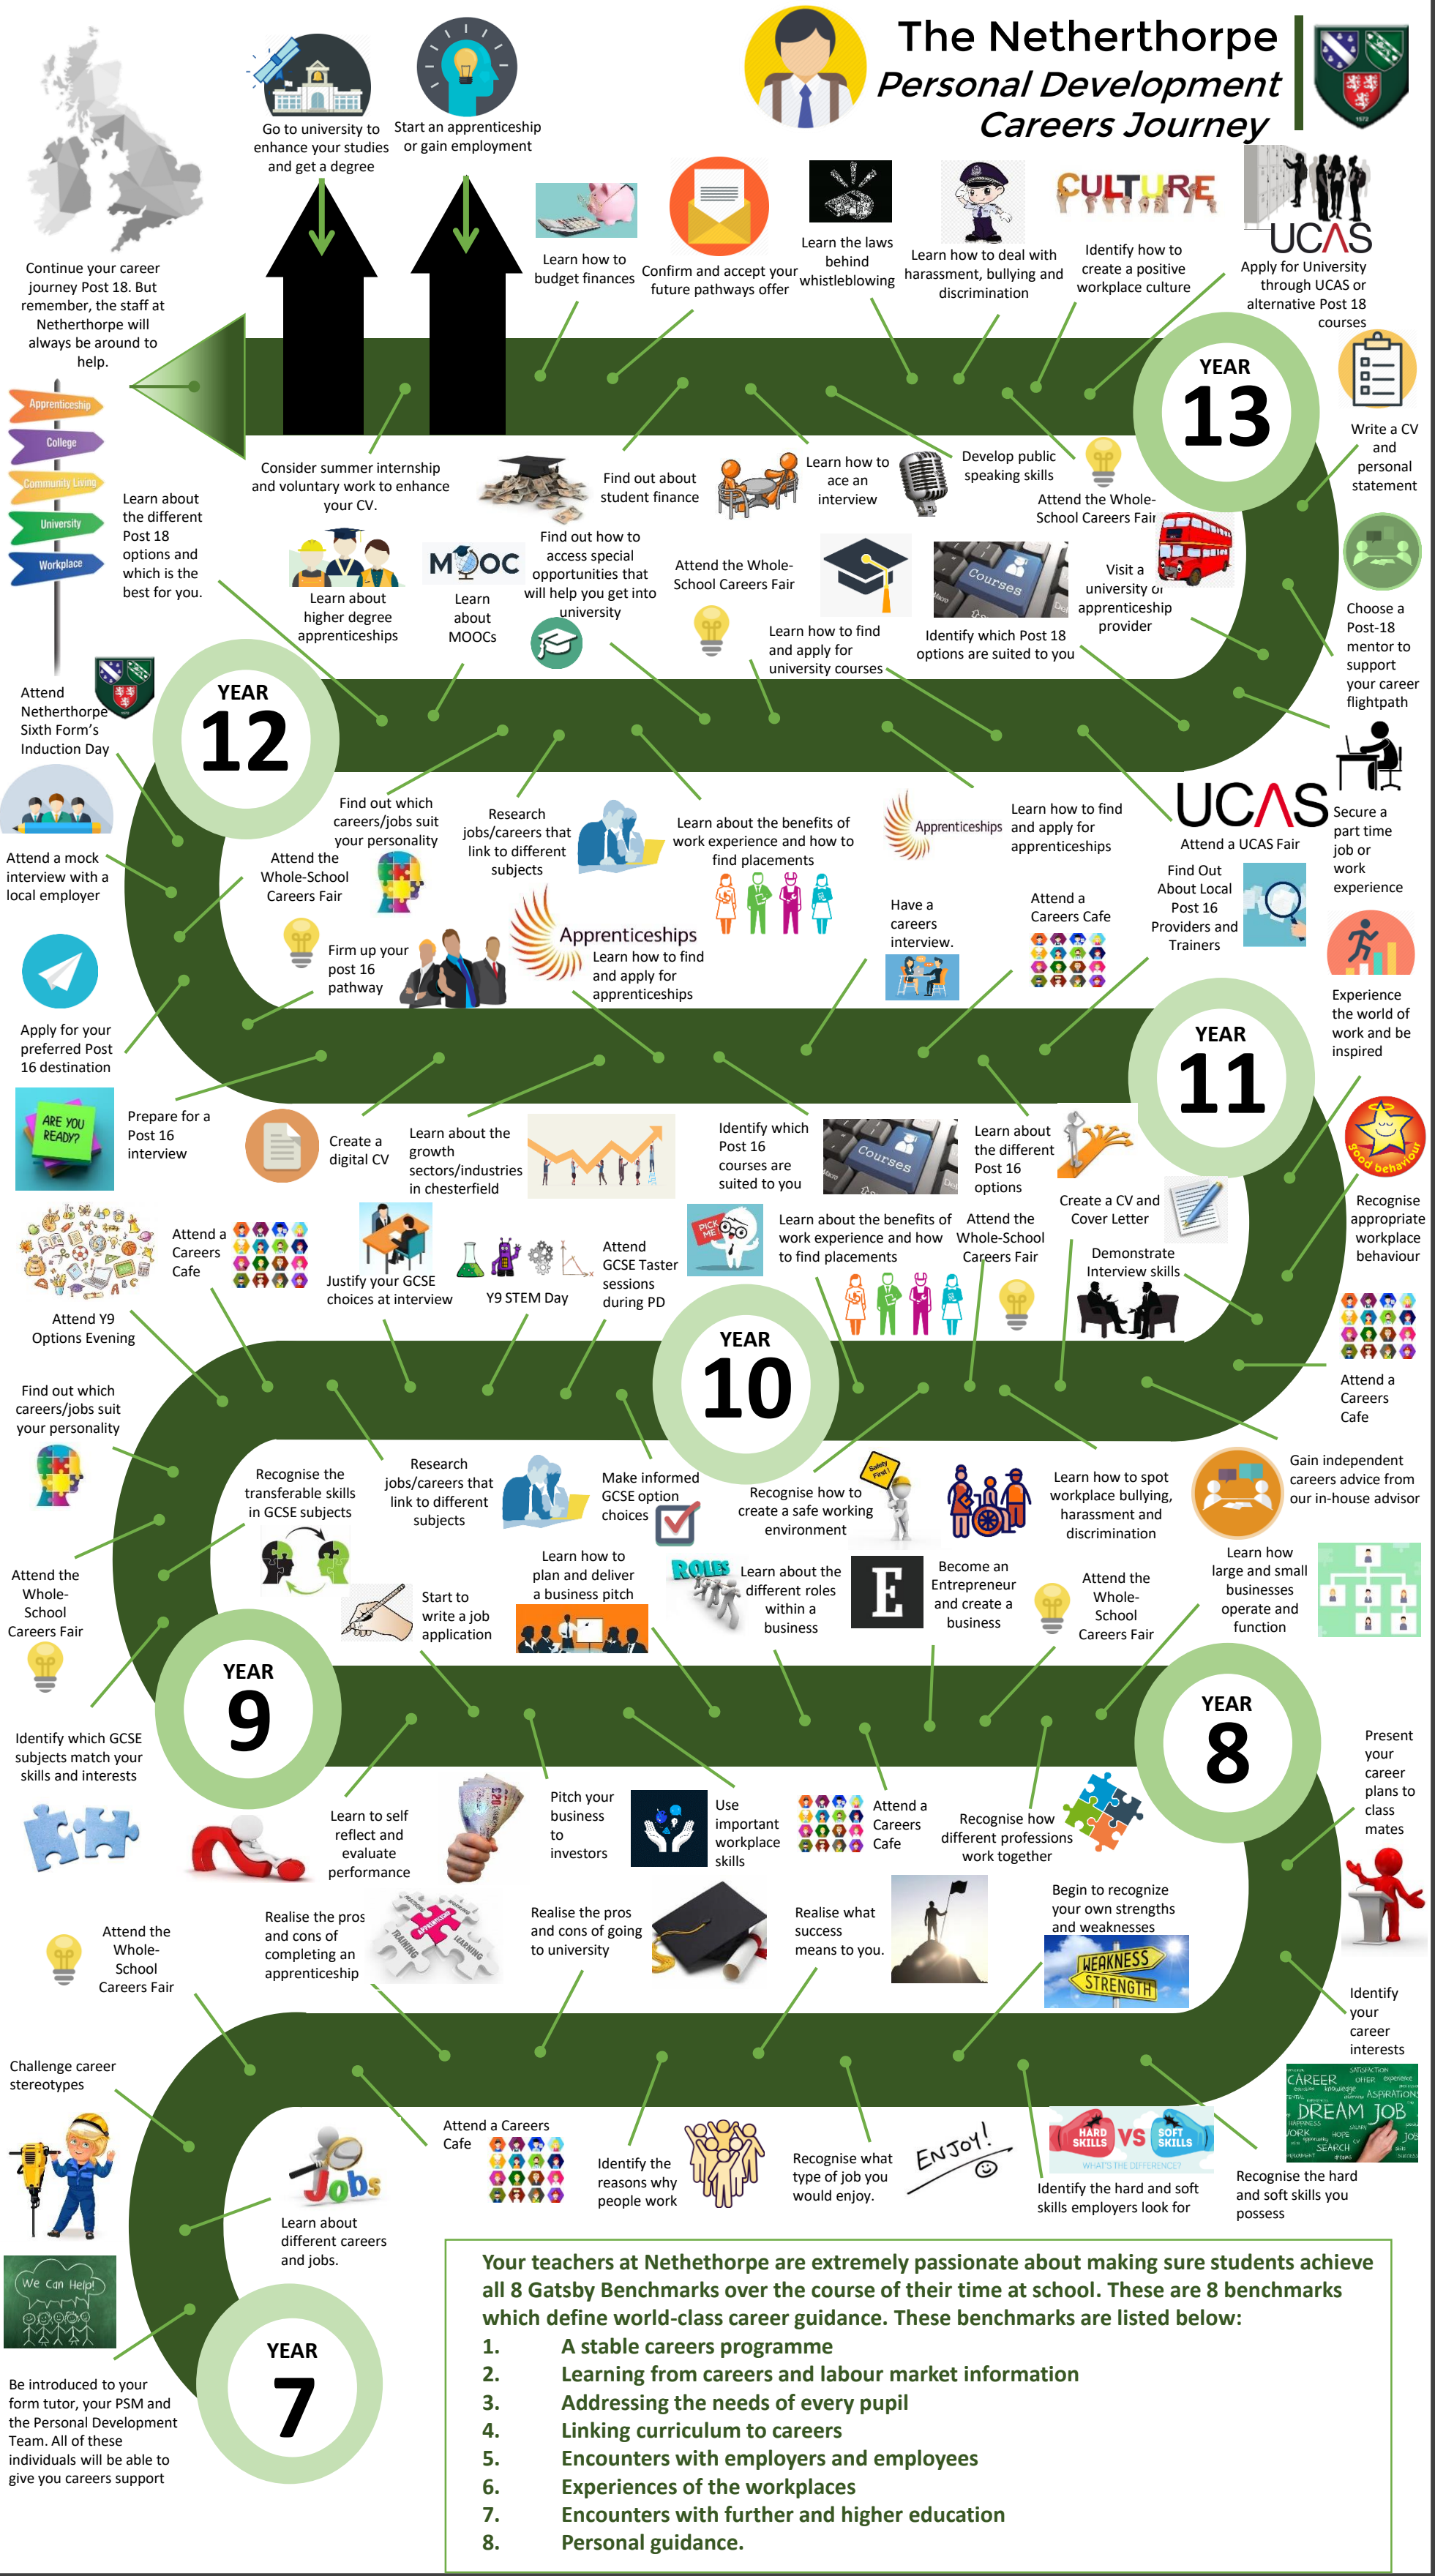 The Netherthorpe
Personal Development
Careers Journey
1572
Go to university to
enhance your studies
and get a degree
Start an apprenticeship
or gain employment
Continue your career
journey Post 18. But
remember, the staff at
Netherthorpe will
always be around to
help.
Learn how to
budget finances
Confirm and accept your
future pathways offer
Learn the laws
behind
whistleblowing
Learn how to deal with
harassment, bullying and
discrimination
CULTURE
Identify how to
create a positive
workplace culture
UCAS
Apply for University
through UCAS or
alternative Post 18
courses
YEAR
13
Write a CV
and
personal
statement
Apprenticeship
College
Community Living
University
Workplace
Learn about
the different
Post 18
options and
which is the
best for you.
Consider summer internship
and voluntary work to enhance
your CV.
Find out about
student finance
Learn how to
ace an
interview
Develop public
speaking skills
Attend the Whole-
School Careers Fair
Learn about
higher degree
apprenticeships
MOOC
Learn
about
MOOCs
Find out how to
access special
opportunities that
will help you get into
university
Attend the Whole-
School Careers Fair
Learn how to find
and apply for
university courses
Courses
Identify which Post 18
options are suited to you
Visit a
university or
apprenticeship
provider
Choose a
Post-18
mentor to
support
your career
flightpath
YEAR
12
Attend
Netherthorpe
Sixth Form's
Induction Day
Attend a mock
interview with a
local employer
Find out which
careers/jobs suit
your personality
Attend the
Whole-School
Careers Fair
Research
jobs/careers that
link to different
subjects
Learn about the benefits of
work experience and how to
find placements
Apprenticeships
Learn how to find
and apply for
apprenticeships
UCAS
Attend a UCAS Fair
Secure a
part time
job or
work
experience
Firm up your
post 16
pathway
Apprenticeships
Learn how to find
and apply for
apprenticeships
Have a
careers
interview.
Attend a
Careers Cafe
Find Out
About Local
Post 16
Providers and
Trainers
Apply for your
preferred Post
16 destination
YEAR
11
Experience
the world of
work and be
inspired
ARE YOU
READY?
Prepare for a
Post 16
interview
Create a
digital CV
Learn about the
growth
sectors/industries
in chesterfield
Identify which
Post 16
courses are
suited to you
Courses
Learn about
the different
Post 16
options
good behaviour
Recognise
appropriate
workplace
behaviour
Create a CV and
Cover Letter
Demonstrate
Interview skills
Attend Y9
Options Evening
Attend a
Careers
Cafe
Justify your GCSE
choices at interview
Y9 STEM Day
Attend
GCSE Taster
sessions
during PD
PICK
ME
Learn about the benefits of
work experience and how
to find placements
Attend the
Whole-School
Careers Fair
YEAR
10
Attend a
Careers
Cafe
Find out which
careers/jobs suit
your personality
Recognise the
transferable skills
in GCSE subjects
Research
jobs/careers that
link to different
subjects
Make informed
GCSE option
choices
Recognise how to
create a safe working
environment
Safety
First!
Learn how to spot
workplace bullying,
harassment and
discrimination
Gain independent
careers advice from
our in-house advisor
Attend the
Whole-
School
Careers Fair
Start to
write a job
application
Learn how to
plan and deliver
a business pitch
ROLES
Learn about the
different roles
within a
business
E
Become an
Entrepreneur
and create a
business
Attend the
Whole-
School
Careers Fair
Learn how
large and small
businesses
operate and
function
YEAR
9
YEAR
8
Identify which GCSE
subjects match your
skills and interests
Learn to self
reflect and
evaluate
performance
£20
Pitch your
business
to
investors
Use
important
workplace
skills
Attend a
Careers
Cafe
Recognise how
different professions
work together
Present
your
career
plans to
class
mates
Attend the
Whole-
School
Careers Fair
Realise the pros
and cons of
completing an
apprenticeship
TRAINING
LEARNING
Realise the pros
and cons of going
to university
Realise what
success
means to you.
Begin to recognize
your own strengths
and weaknesses
WEAKNESS
STRENGTH
Identify
your
career
interests
Challenge career
stereotypes
Jobs
Learn about
different careers
and jobs.
Attend a Careers
Cafe
Identify the
reasons why
people work
Recognise what
type of job you
would enjoy.
ENJOY!
HARD
SKILLS
VS
SOFT
SKILLS
WHAT'S THE DIFFERENCE?
Identify the hard and soft
skills employers look for
CAREER
SATISFACTION
OFFER
experience
knowledge
ASPIRATION
DREAM JOB
HAPPINESS
WORK
HOPE
JOB
SEARCH
Recognise the hard
and soft skills you
possess
We Can Help!
Be introduced to your
form tutor, your PSM and
the Personal Development
Team. All of these
individuals will be able to
give you careers support
YEAR
7
Your teachers at Nethethorpe are extremely passionate about making sure students achieve
all 8 Gatsby Benchmarks over the course of their time at school. These are 8 benchmarks
which define world-class career guidance. These benchmarks are listed below:
1. A stable careers programme
2. Learning from careers and labour market information
3. Addressing the needs of every pupil
4. Linking curriculum to careers
5. Encounters with employers and employees
6. Experiences of the workplaces
7. Encounters with further and higher education
8. Personal guidance.